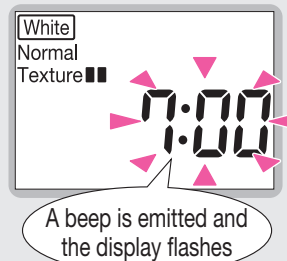 White
Normal
Texture
7:00
A beep is emitted and
the display flashes